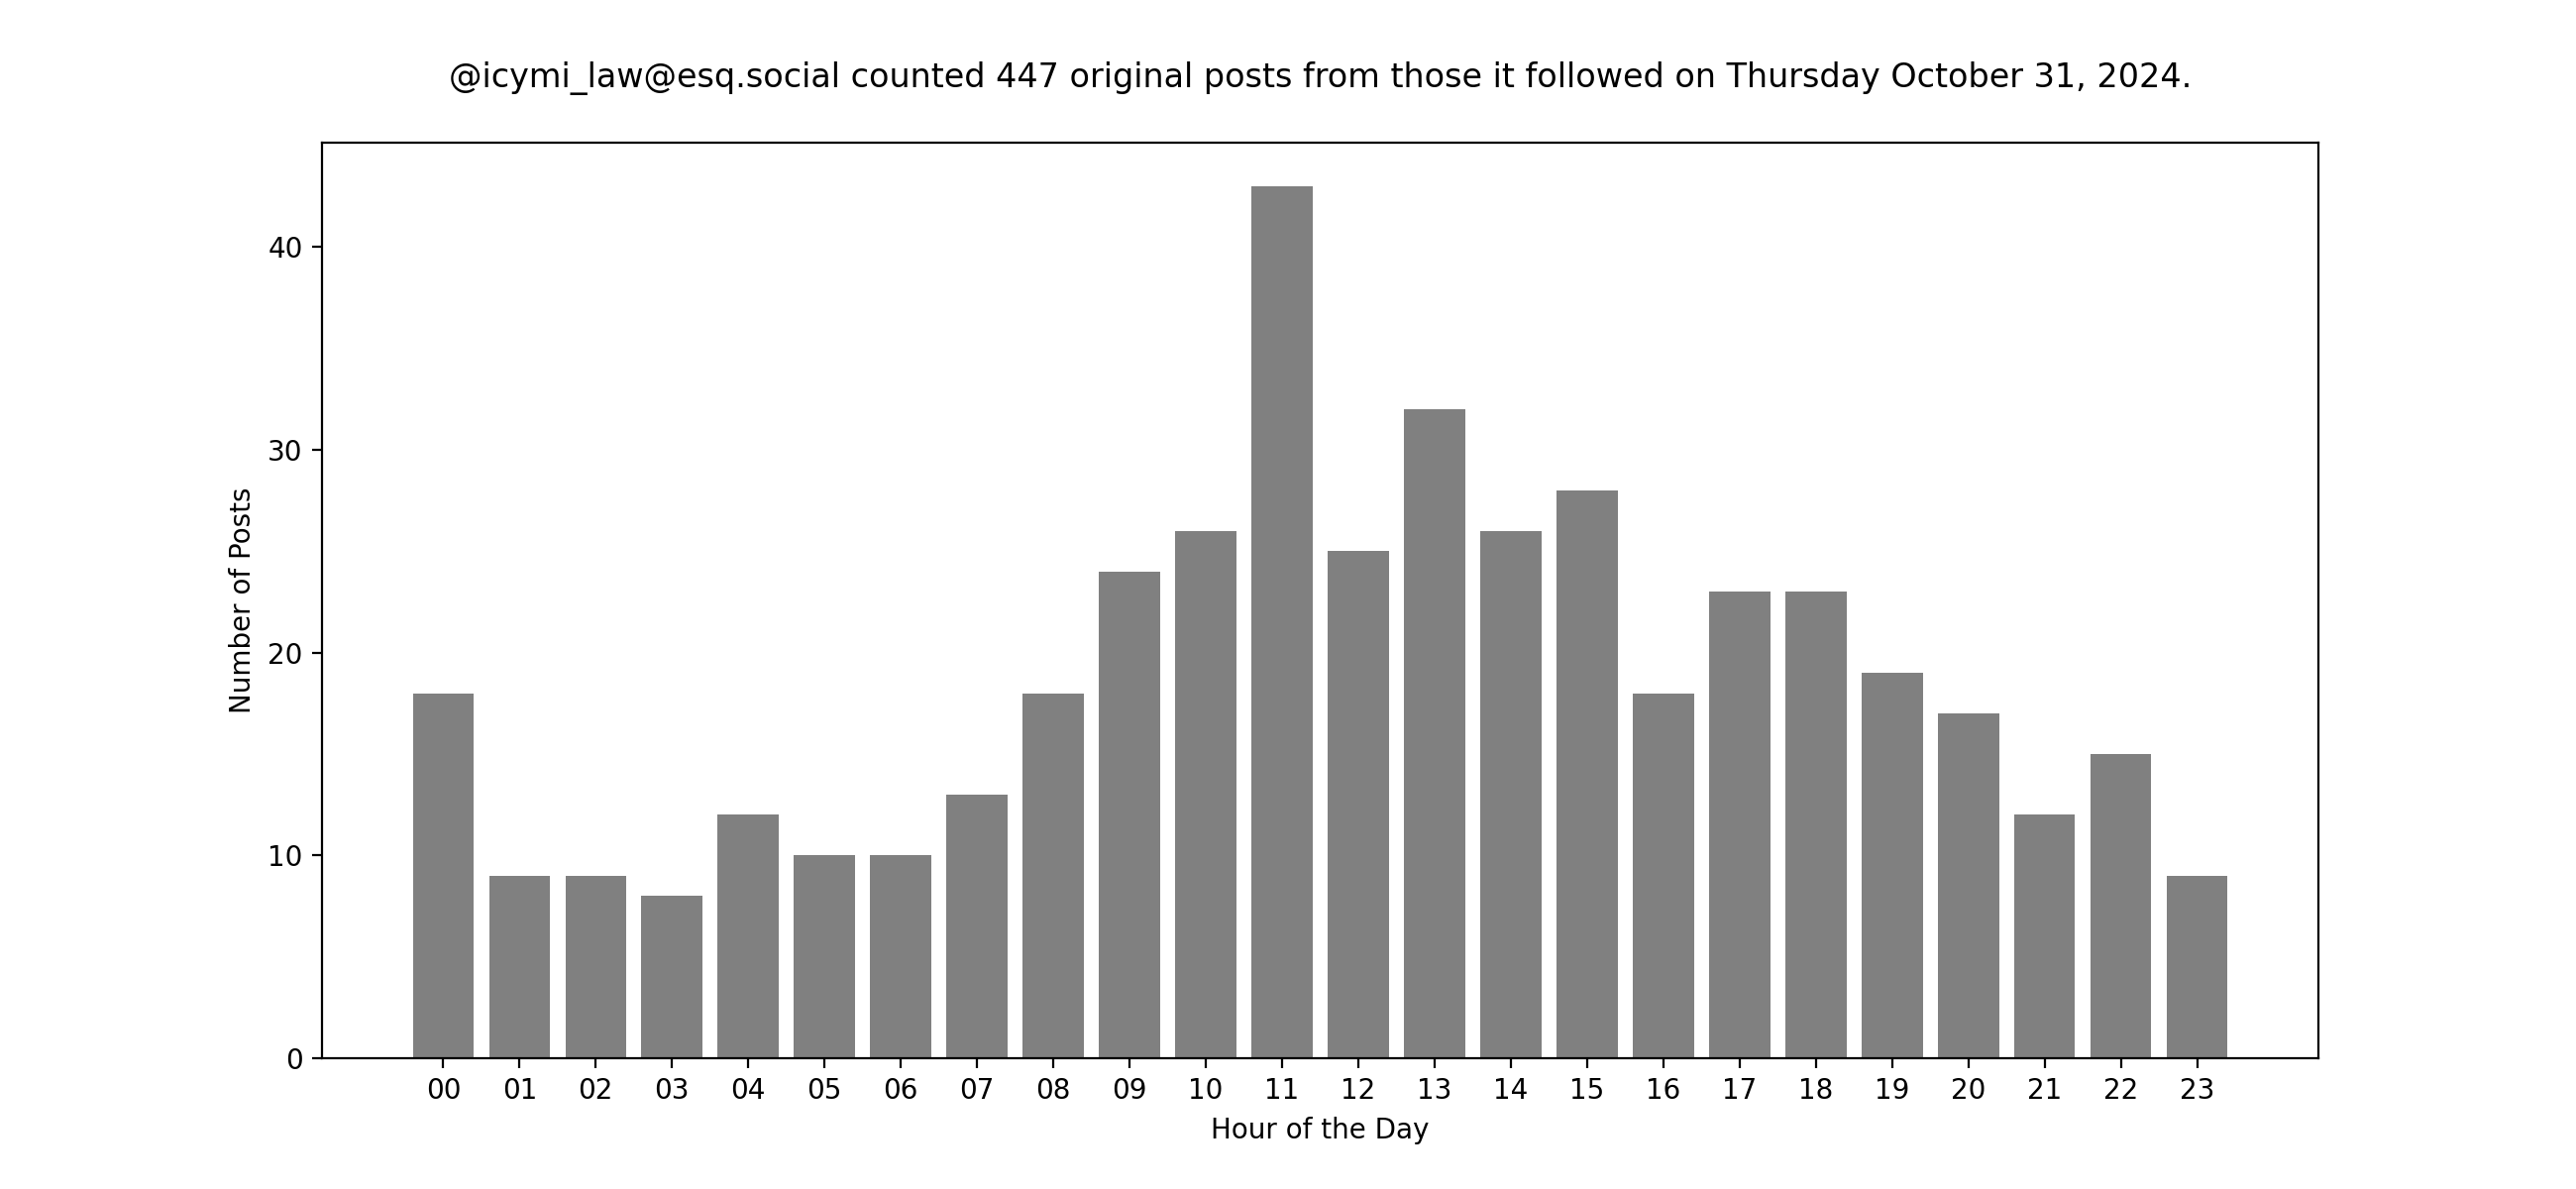 @icymi_law@esq.social counted 447 original posts from those it followed on Thursday October 31, 2024.
Number of Posts
40
30
20
10
0
00 01 02 03 04 05 06 07 08 09 10 11 12 13 14 15 16 17 18 19 20 21 22 23
Hour of the Day